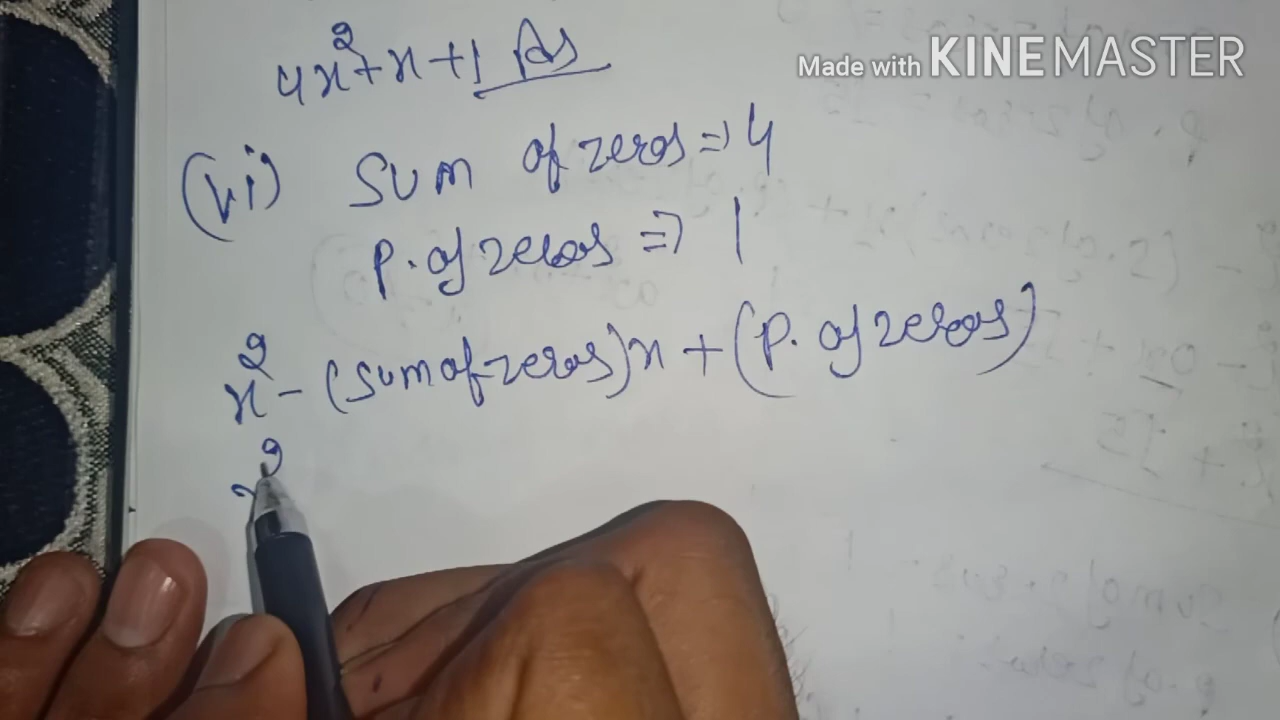 Made with KINEMASTER
4x²+x+1 Ans
(vi) Sum of zeros ⇒ 4
P. of zeros ⇒ 1
x² - (sum of zeros)x + (P. of zeros)
x²